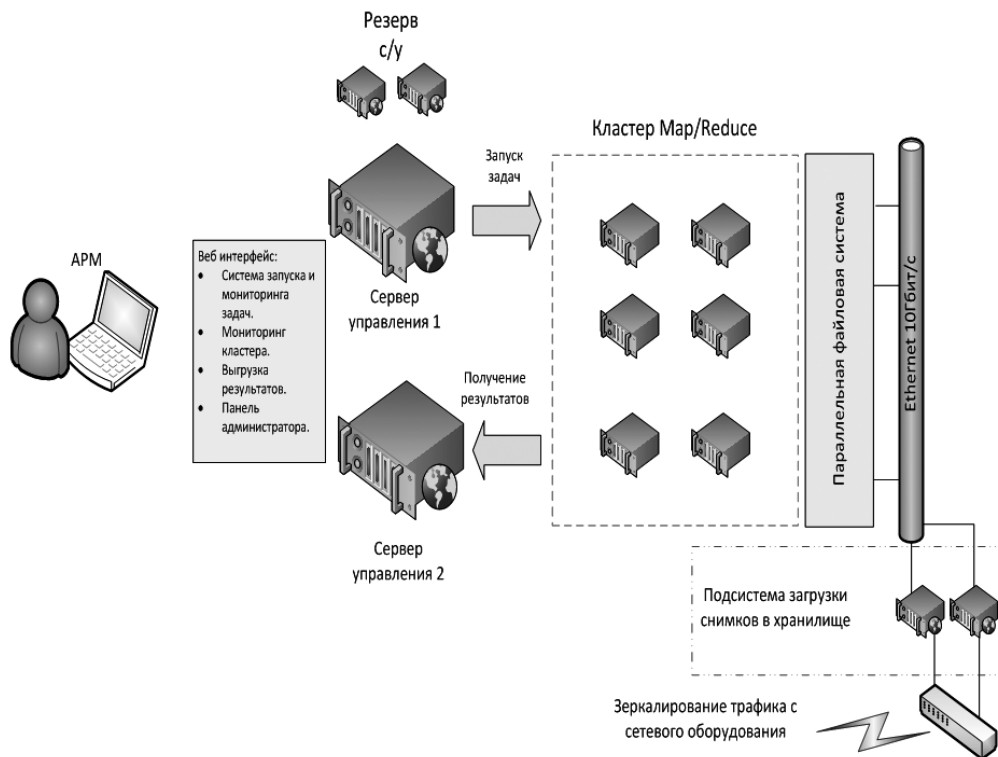 Резерв
с/у
Кластер Map/Reduce
Запуск
задач
АРМ
Веб интерфейс:
• Система запуска и
мониторинга
задач.
• Мониторинг
кластера.
• Выгрузка
результатов.
• Панель
администратора.
Сервер
управления 1
Получение
результатов
Сервер
управления 2
Параллельная файловая система
Ethernet 10Гбит/с
Подсистема загрузки
снимков в хранилище
Зеркалирование трафика с
сетевого оборудования